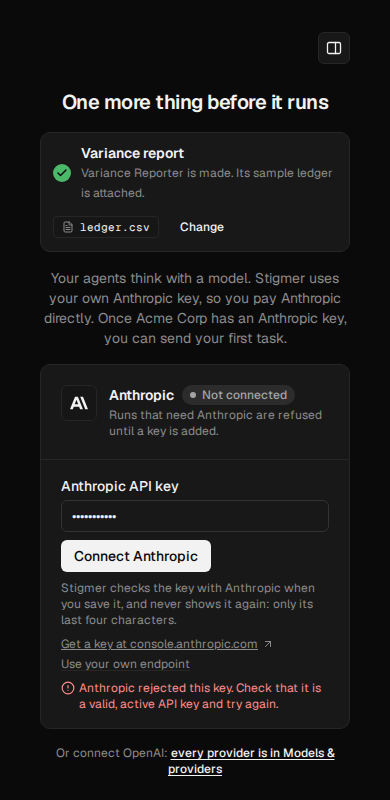 One more thing before it runs
Variance report
Variance Reporter is made. Its sample ledger
is attached.
ledger.csv
Change
Your agents think with a model. Stigmer uses
your own Anthropic key, so you pay Anthropic
directly. Once Acme Corp has an Anthropic key,
you can send your first task.
Anthropic
Not connected
Runs that need Anthropic are refused
until a key is added.
Anthropic API key
•••••••••••
Connect Anthropic
Stigmer checks the key with Anthropic when
you save it, and never shows it again: only its
last four characters.
Get a key at console.anthropic.com
Use your own endpoint
Anthropic rejected this key. Check that it is
a valid, active API key and try again.
Or connect OpenAI: every provider is in Models &
providers